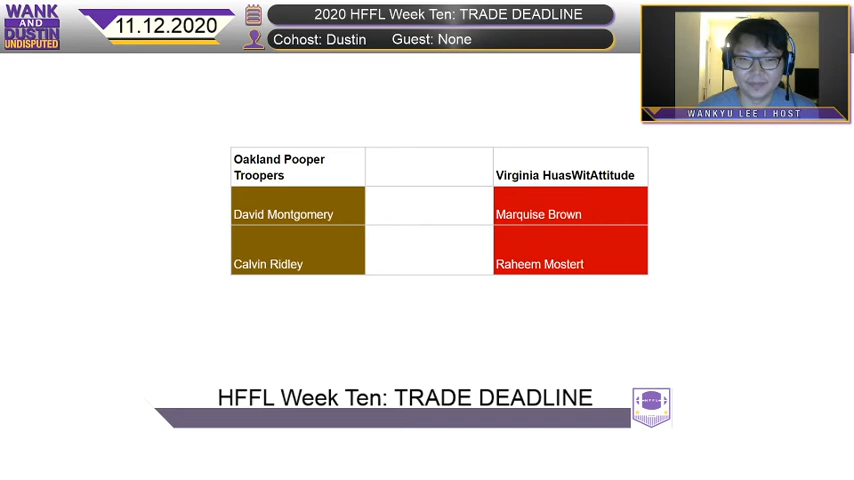 WANK
AND
DUSTIN
UNDISPUTED
11.12.2020
2020 HFFL Week Ten: TRADE DEADLINE
Cohost: Dustin Guest: None
WANKYU LEE | HOST
Oakland Pooper
Troopers
Virginia HuasWitAttitude
David Montgomery
Marquise Brown
Calvin Ridley
Raheem Mostert
HFFL Week Ten: TRADE DEADLINE